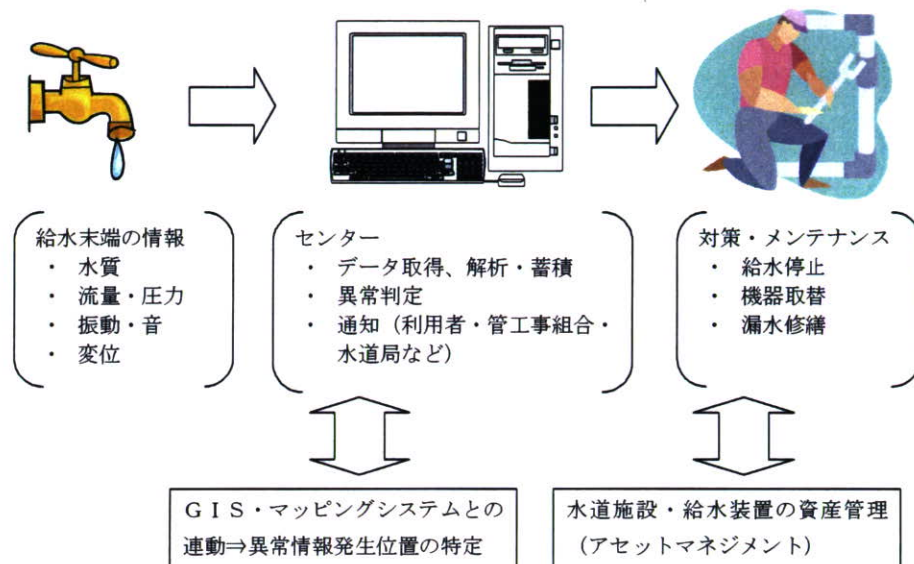 給水末端の情報
・ 水質
・ 流量・圧力
・ 振動・音
・ 変位
センター
・ データ取得、解析・蓄積
・ 異常判定
・ 通知（利用者・管工事組合・
水道局など）
対策・メンテナンス
・ 給水停止
・ 機器取替
・ 漏水修繕
ＧＩＳ・マッピングシステムとの
連動⇒異常情報発生位置の特定
水道施設・給水装置の資産管理
（アセットマネジメント）